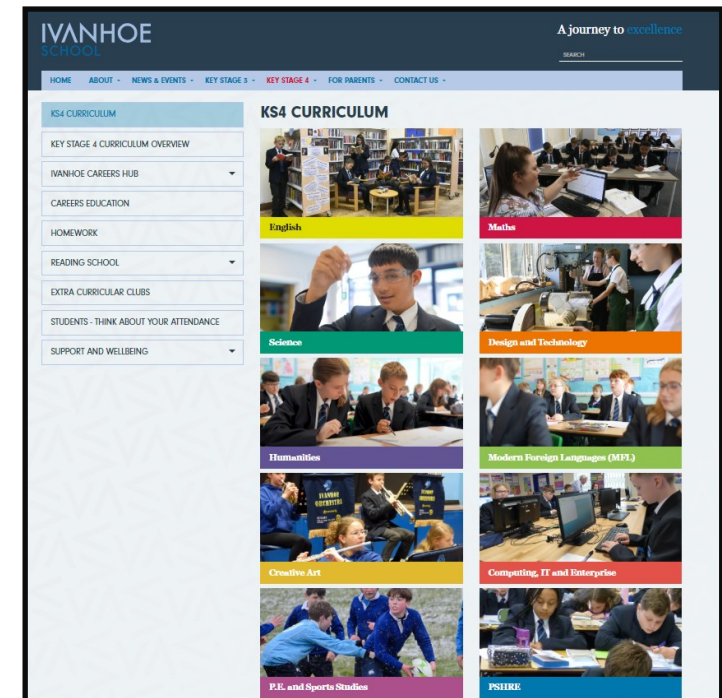 IVANHOE
SCHOOL
A journey to excellence
SEARCH
HOME ABOUT NEWS & EVENTS KEY STAGE 3 KEY STAGE 4 FOR PARENTS CONTACT US
KS4 CURRICULUM
KEY STAGE 4 CURRICULUM OVERVIEW
IVANHOE CAREERS HUB
CAREERS EDUCATION
HOMEWORK
READING SCHOOL
EXTRA CURRICULAR CLUBS
STUDENTS - THINK ABOUT YOUR ATTENDANCE
SUPPORT AND WELLBEING
KS4 CURRICULUM
English
Maths
Science
Design and Technology
Humanities
Modern Foreign Languages (MFL)
IVANHOE
ORCHESTRA
Creative Art
Computing, IT and Enterprise
P.E. and Sports Studies
PSHRE